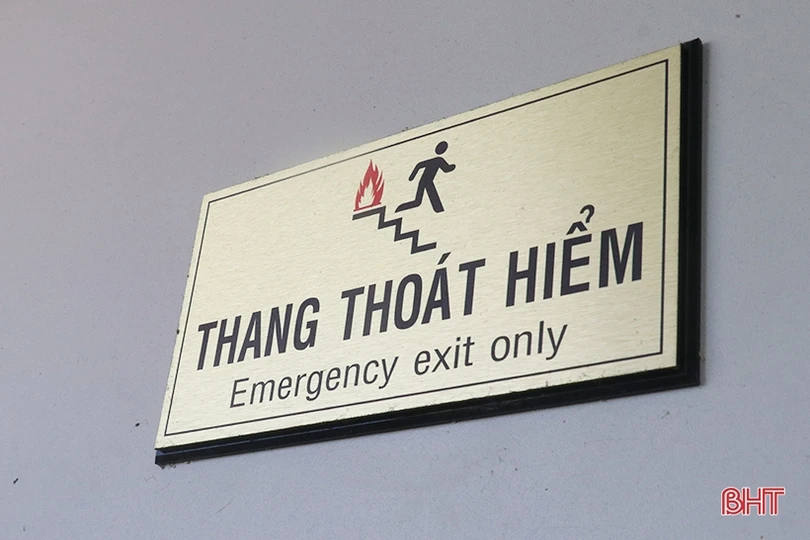 THANG THOÁT HIỂM
Emergency exit only
BHT